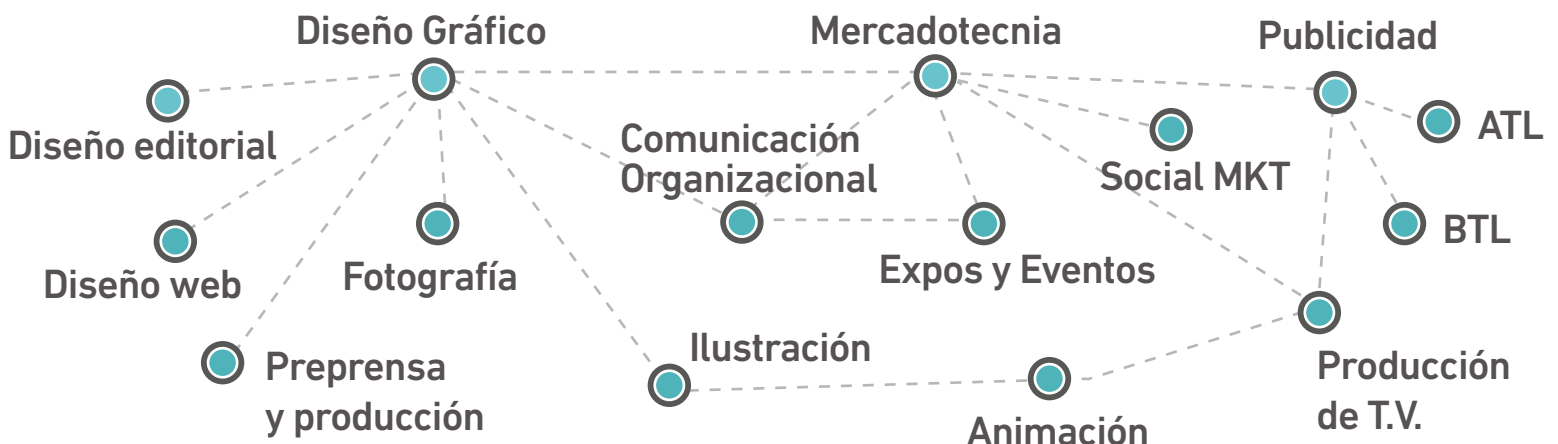 Diseño Gráfico
Mercadotecnia
Publicidad
Diseño editorial
Comunicación
Organizacional
Social MKT
ATL
BTL
Diseño web
Fotografía
Expos y Eventos
Preprensa
y producción
Ilustración
Animación
Producción
de T.V.